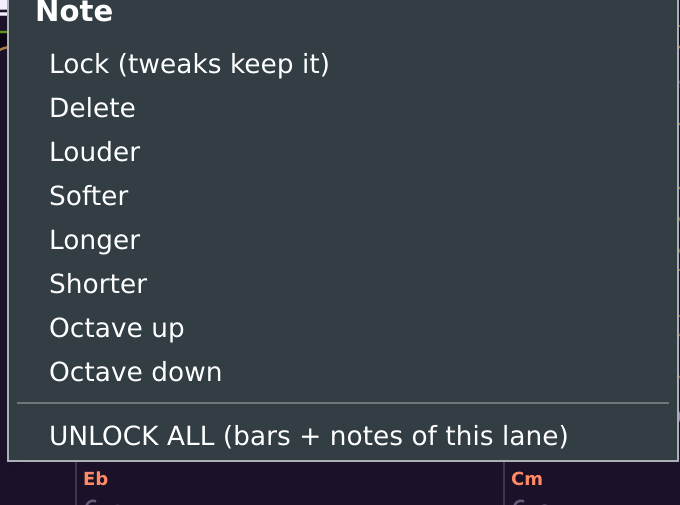 Note
Lock (tweaks keep it)
Delete
Louder
Softer
Longer
Shorter
Octave up
Octave down
UNLOCK ALL (bars + notes of this lane)
Eb
Cm